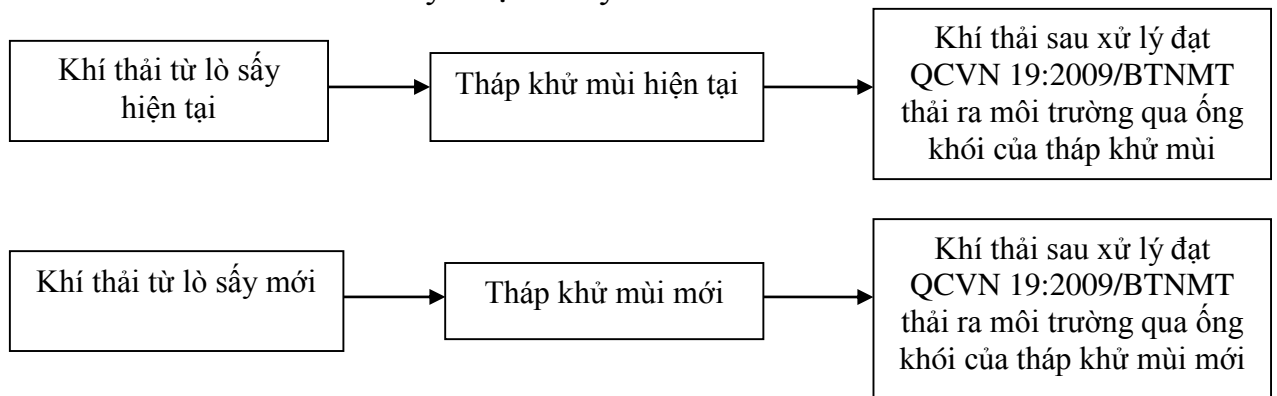 Khí thải từ lò sấy
hiện tại
Tháp khử mùi hiện tại
Khí thải sau xử lý đạt
QCVN 19:2009/BTNMT
thải ra môi trường qua ống
khói của tháp khử mùi
Khí thải từ lò sấy mới
Tháp khử mùi mới
Khí thải sau xử lý đạt
QCVN 19:2009/BTNMT
thải ra môi trường qua ống
khói của tháp khử mùi mới